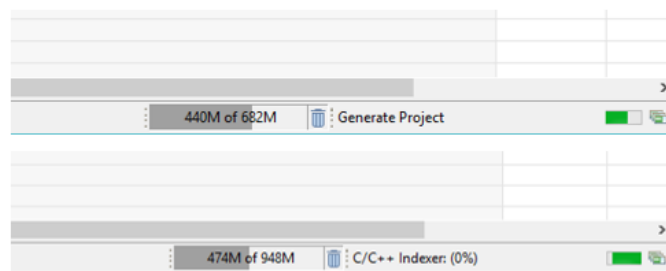 440M of 682M Generate Project
474M of 948M C/C++ Indexer: (0%)